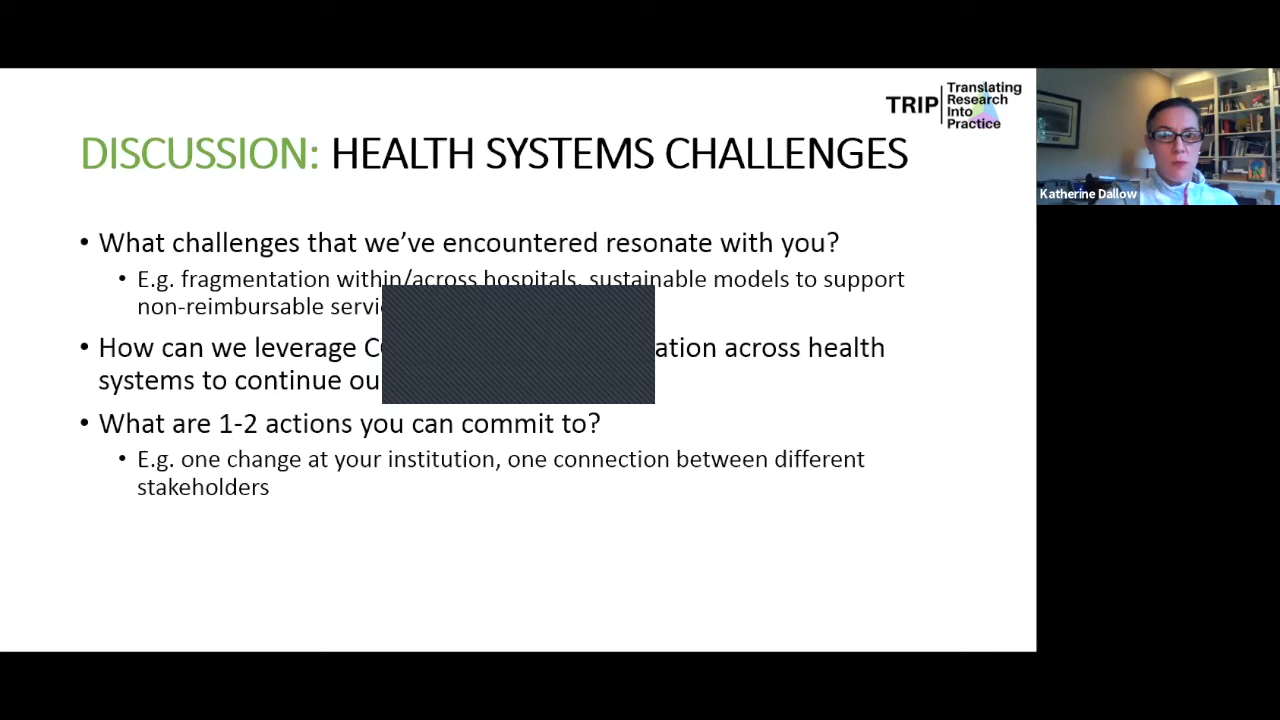 TRIP
Translating
Research
Into
Practice
DISCUSSION: HEALTH SYSTEMS CHALLENGES
Katherine Dallow
• What challenges that we’ve encountered resonate with you?
• E.g. fragmentation within/across hospitals, sustainable models to support
non-reimbursable
• How can we leverage across health
systems to continue
• What are 1-2 actions you can commit to?
• E.g. one change at your institution, one connection between different
stakeholders